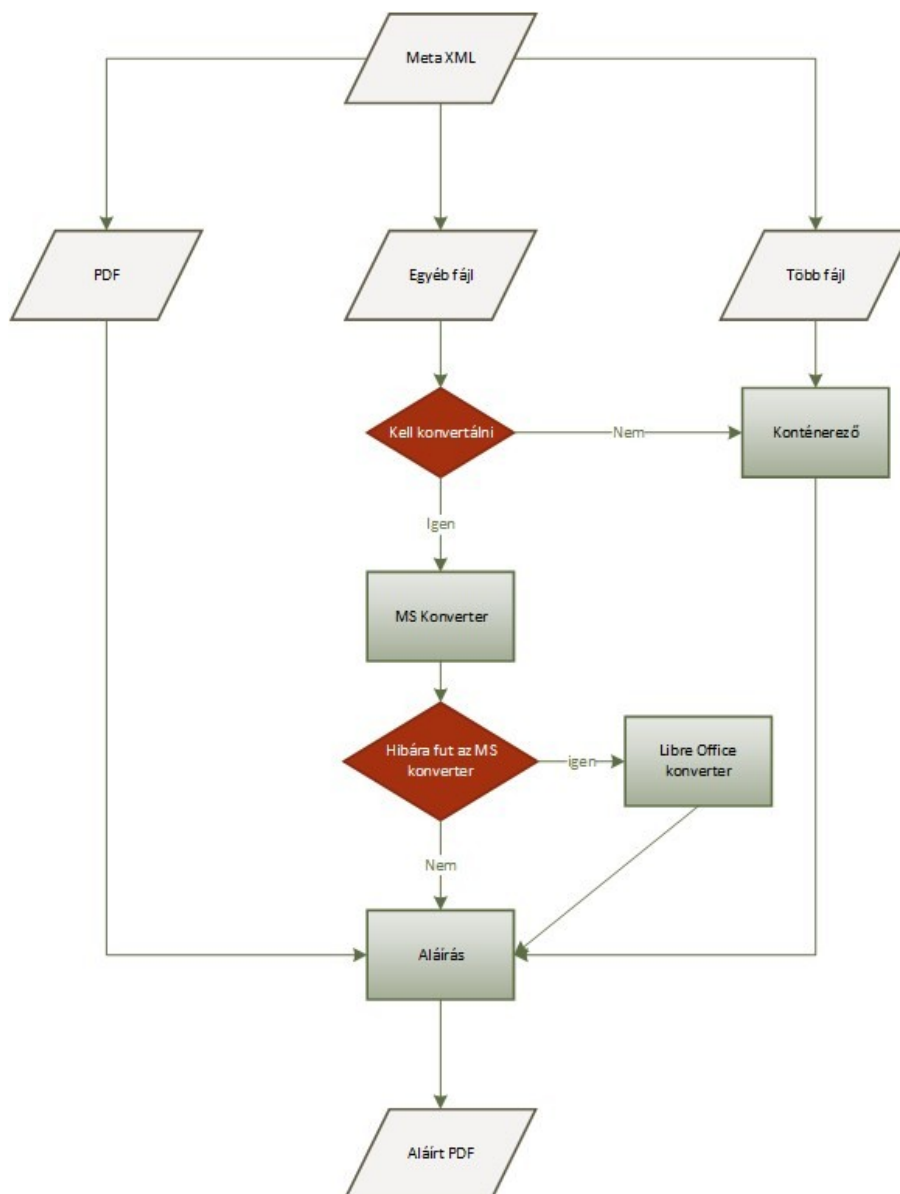 Meta XML
PDF
Egyéb fájl
Több fájl
Kell konvertálni
Nem
Konténerező
Igen
MS Konverter
Hibára fut az MS
konverter
igen
Libre Office
konverter
Nem
Aláírás
Aláírt PDF